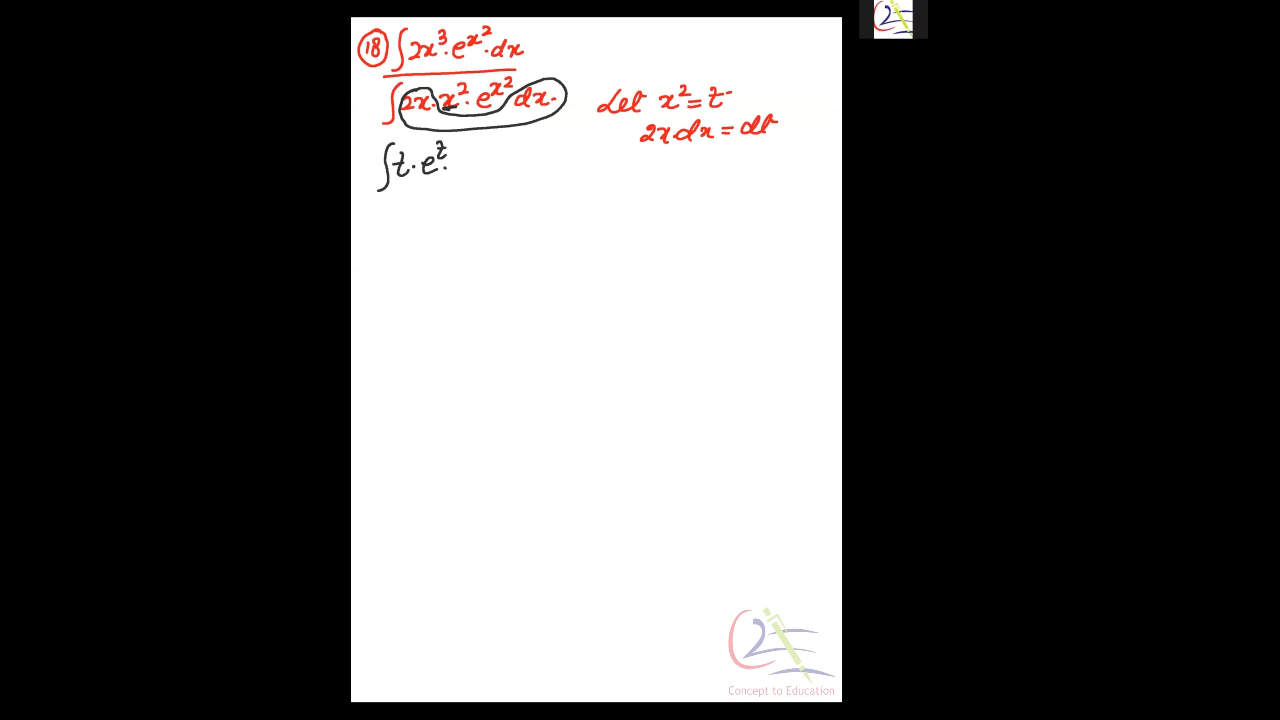 ⑱ ∫2x³·e^x²·dx
∫2x·x²·e^x² dx.
Let x² = t
2x dx = dt
∫t·e^t.
Concept to Education